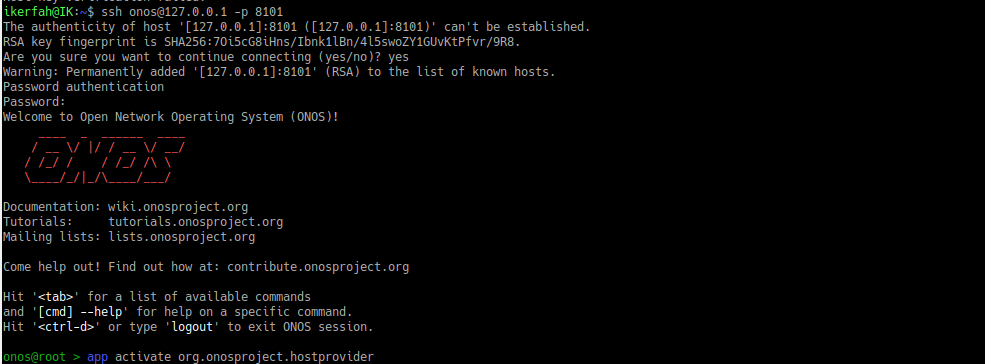 ikerfah@IK:~$ ssh onos@127.0.0.1 -p 8101
The authenticity of host '[127.0.0.1]:8101 ([127.0.0.1]:8101)' can't be established.
RSA key fingerprint is SHA256:7Oi5cG8iHns/Ibnk1lBn/4l5swoZY1GUvKtPfvr/9R8.
Are you sure you want to continue connecting (yes/no)? yes
Warning: Permanently added '[127.0.0.1]:8101' (RSA) to the list of known hosts.
Password authentication
Password:
Welcome to Open Network Operating System (ONOS)!
     ____  _  ______  ____
    / __ \/ |/ / __ \/ __/
   / /_/ /    / /_/ /\ \
   \____/_/|_/\____/___/
Documentation: wiki.onosproject.org
Tutorials:     tutorials.onosproject.org
Mailing lists: lists.onosproject.org
Come help out! Find out how at: contribute.onosproject.org
Hit '<tab>' for a list of available commands
and '[cmd] --help' for help on a specific command.
Hit '<ctrl-d>' or type 'logout' to exit ONOS session.
onos@root > app activate org.onosproject.hostprovider